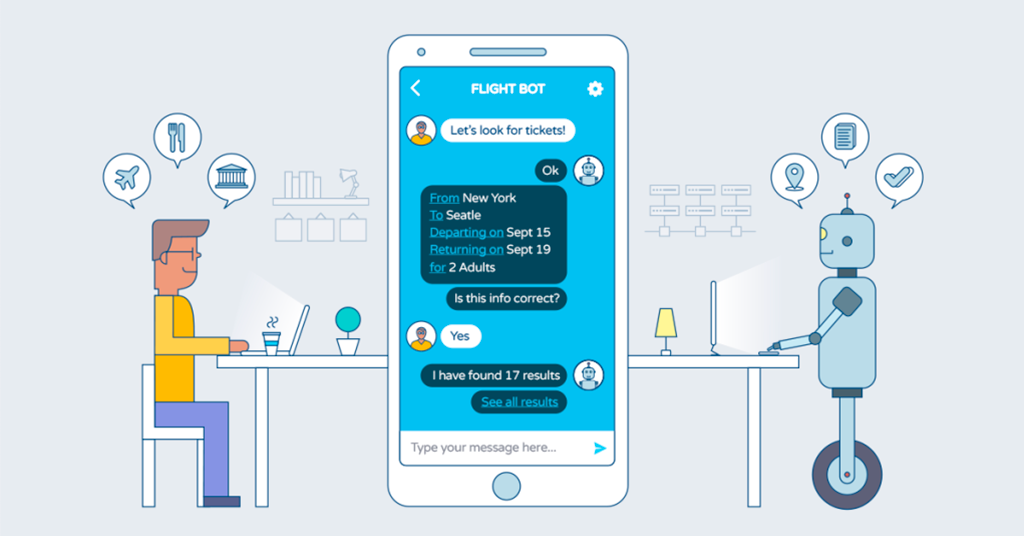 FLIGHT BOT
Let's look for tickets!
Ok
From New York
To Seatle
Departing on Sept 15
Returning on Sept 19
for 2 Adults
Is this info correct?
Yes
I have found 17 results
See all results
Type your message here...